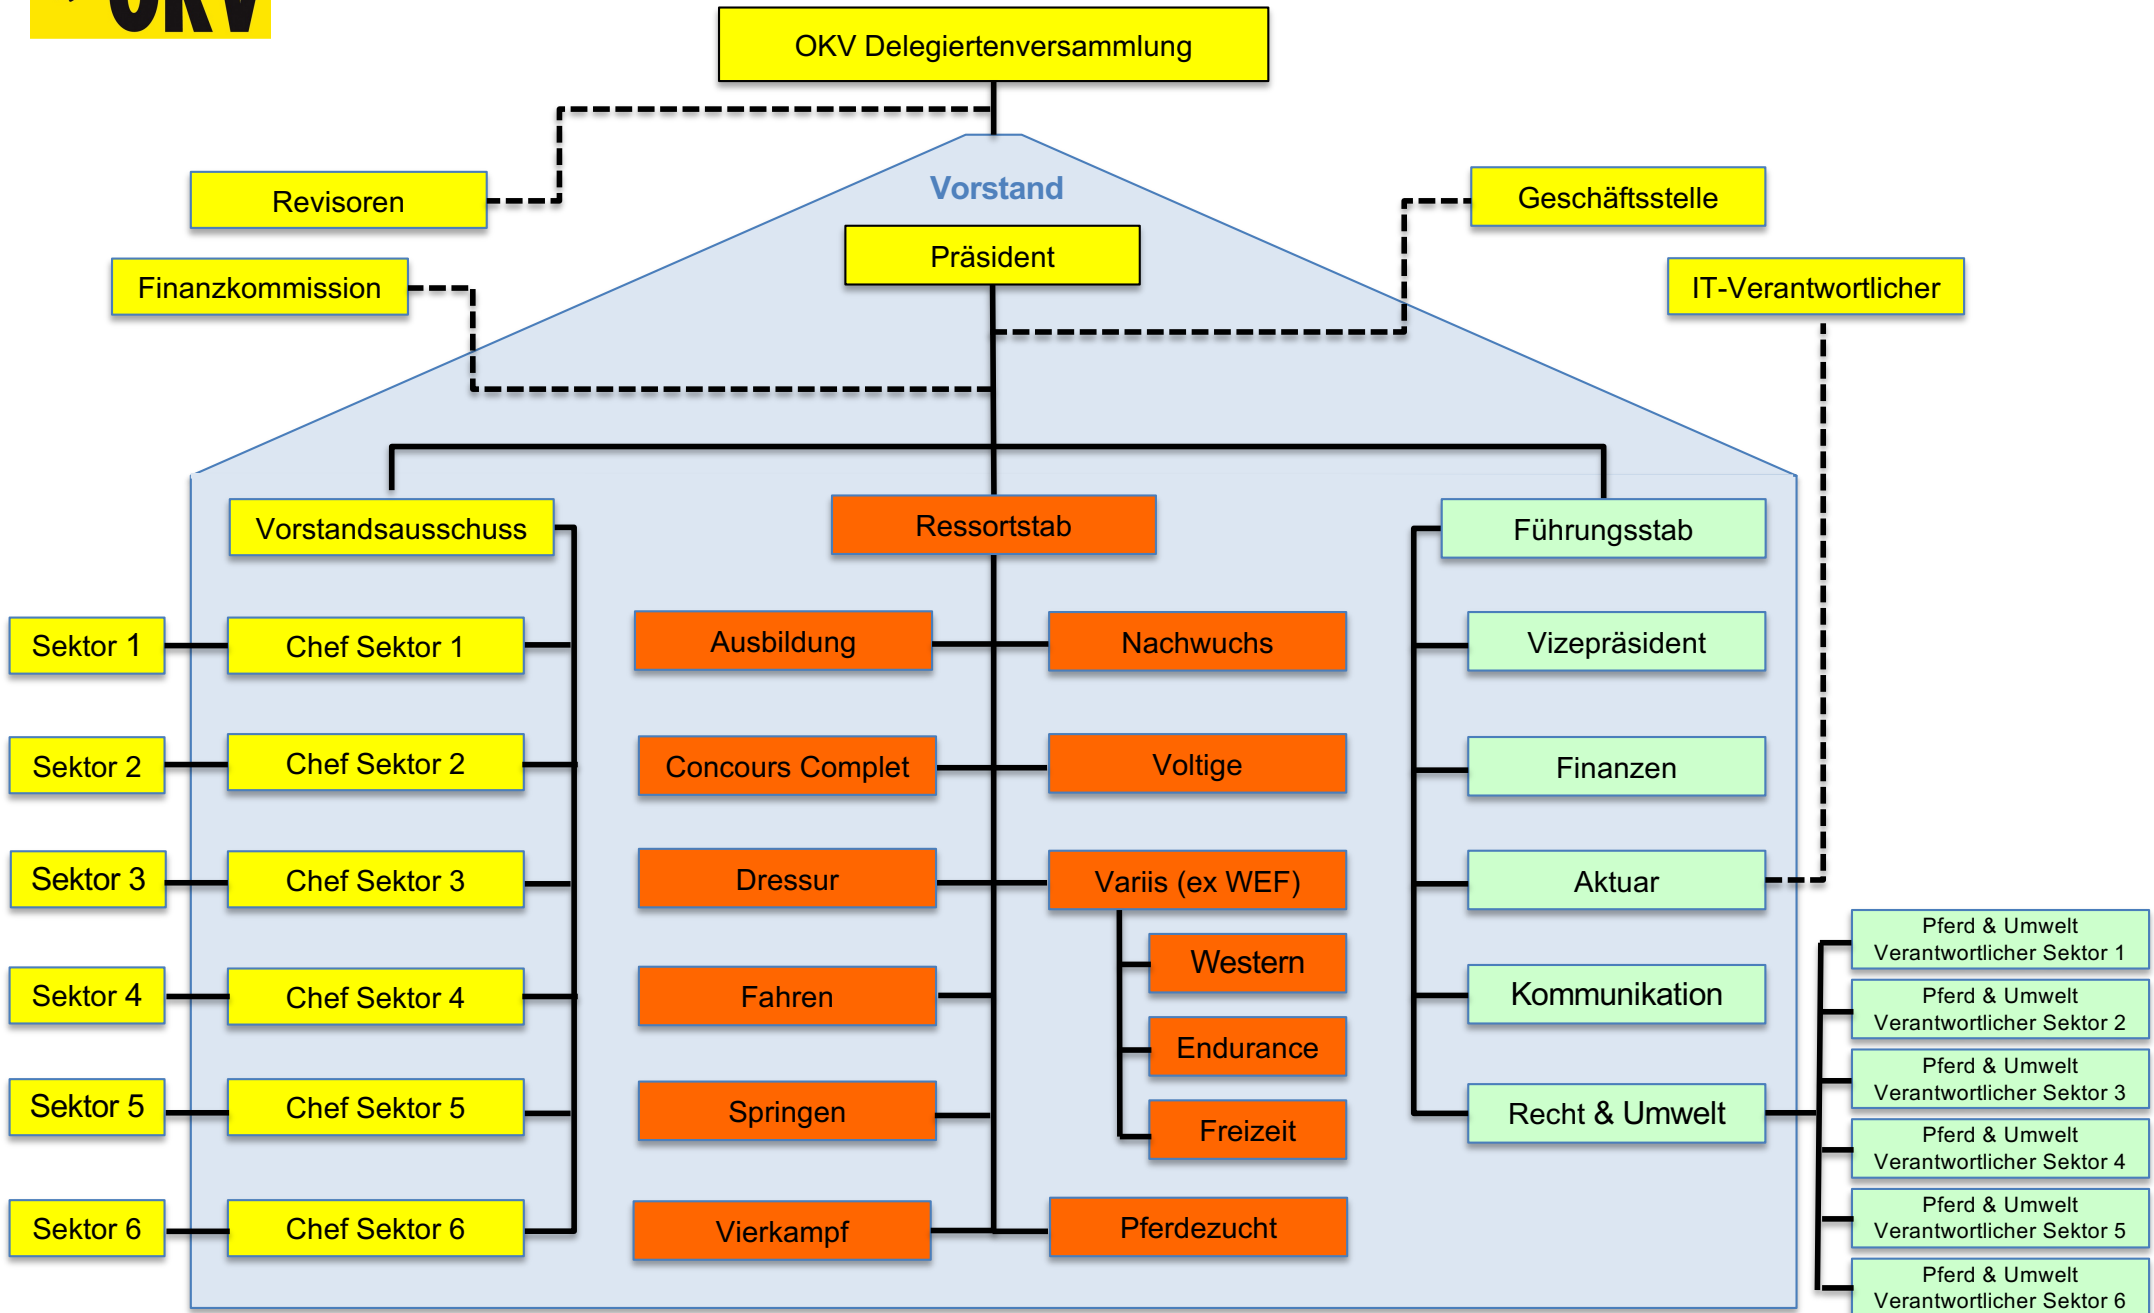 OKV
OKV Delegiertenversammlung
Vorstand
Revisoren
Geschäftsstelle
Präsident
Finanzkommission
IT-Verantwortlicher
Vorstandsausschuss
Ressortstab
Führungsstab
Sektor 1
Chef Sektor 1
Ausbildung
Nachwuchs
Vizepräsident
Sektor 2
Chef Sektor 2
Concours Complet
Voltige
Finanzen
Sektor 3
Chef Sektor 3
Dressur
Variis (ex WEF)
Aktuar
Pferd & Umwelt
Verantwortlicher Sektor 1
Western
Sektor 4
Chef Sektor 4
Fahren
Kommunikation
Pferd & Umwelt
Verantwortlicher Sektor 2
Endurance
Pferd & Umwelt
Verantwortlicher Sektor 3
Sektor 5
Chef Sektor 5
Springen
Freizeit
Recht & Umwelt
Pferd & Umwelt
Verantwortlicher Sektor 4
Pferd & Umwelt
Verantwortlicher Sektor 5
Sektor 6
Chef Sektor 6
Vierkampf
Pferdezucht
Pferd & Umwelt
Verantwortlicher Sektor 6